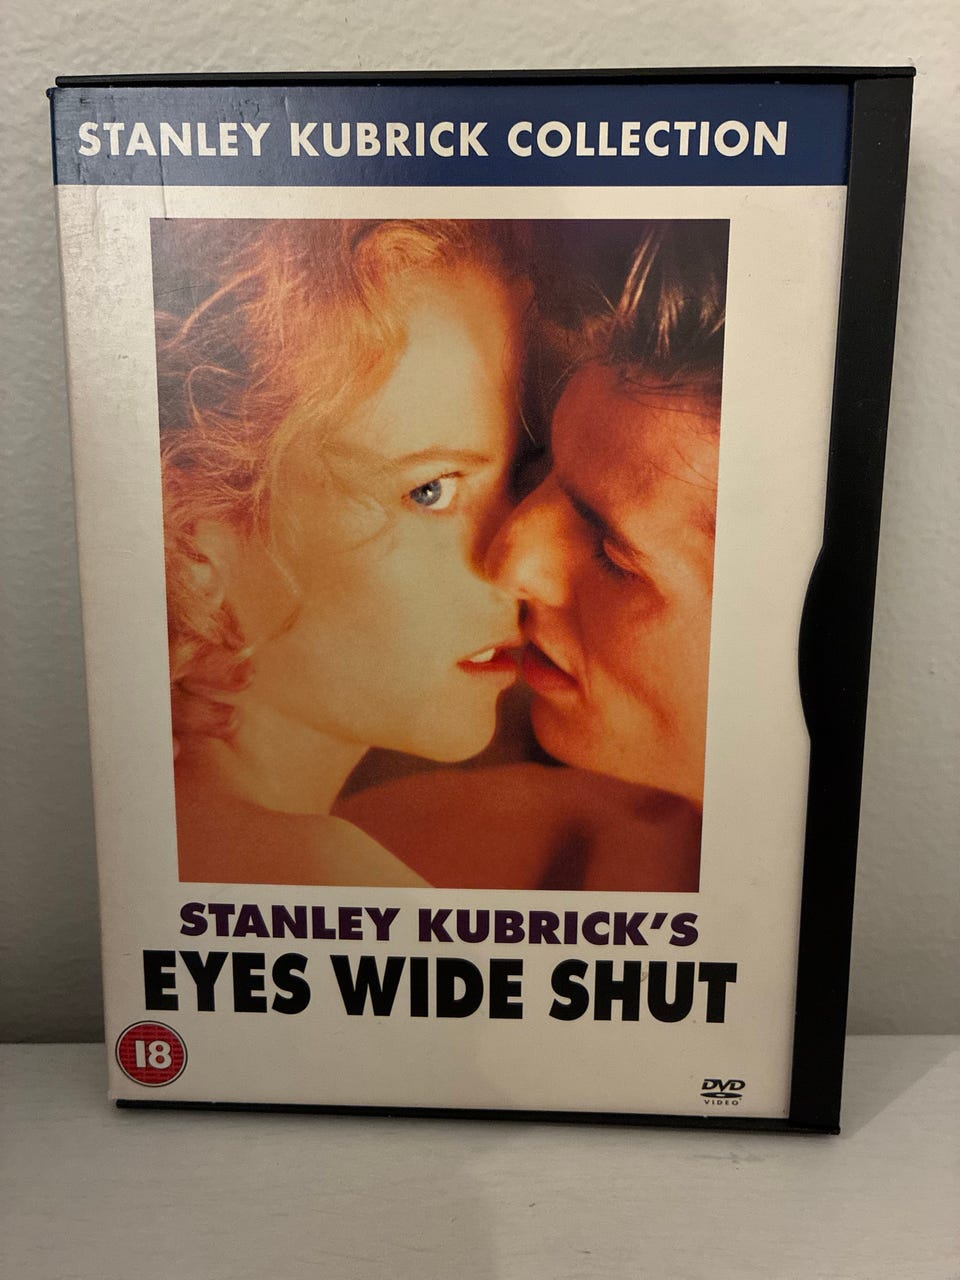 STANLEY KUBRICK COLLECTION
STANLEY KUBRICK'S
EYES WIDE SHUT
18
DVD
VIDEO